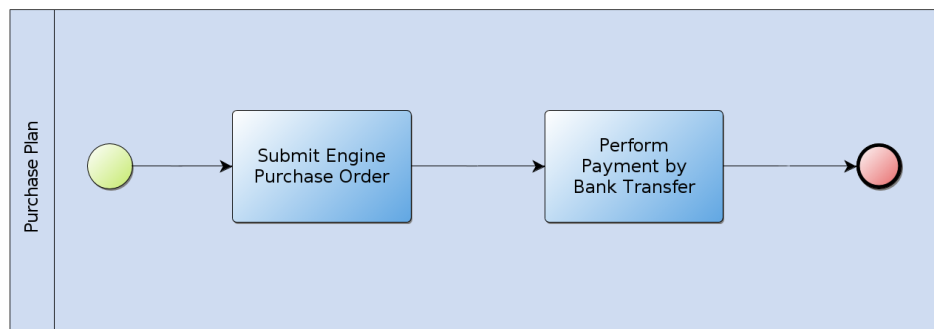 Purchase Plan
Submit Engine
Purchase Order
Perform
Payment by
Bank Transfer